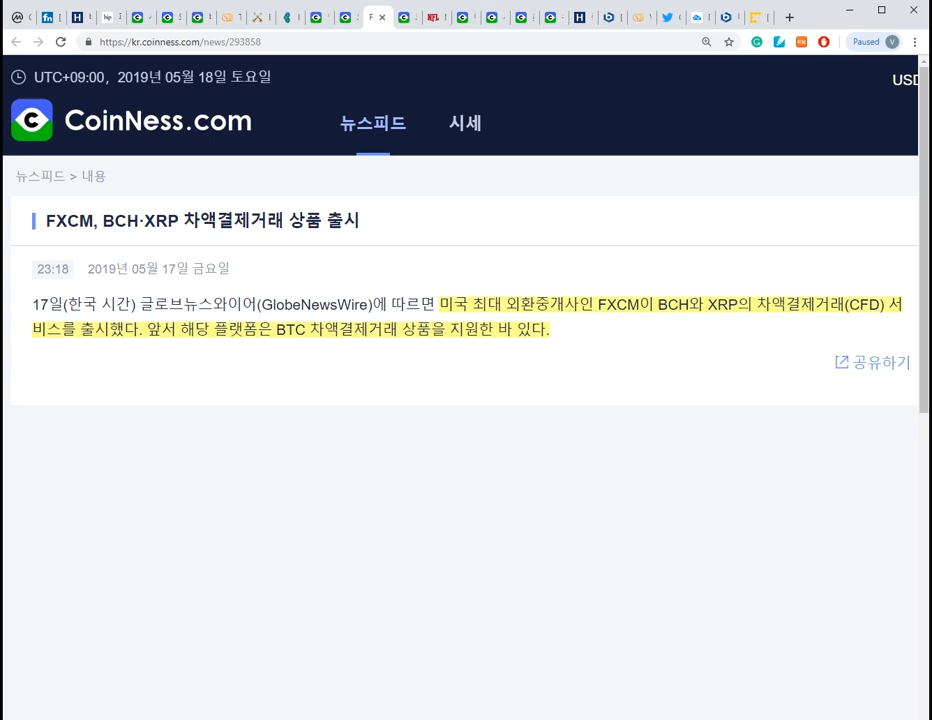 https://kr.coinness.com/news/293858
Paused
UTC+09:00, 2019년 05월 18일 토요일
USD
CoinNess.com
뉴스피드
시세
뉴스피드 > 내용
FXCM, BCH·XRP 차액결제거래 상품 출시
23:18 2019년 05월 17일 금요일
17일(한국 시간) 글로브뉴스와이어(GlobeNewsWire)에 따르면 미국 최대 외환중개사인 FXCM이 BCH와 XRP의 차액결제거래(CFD) 서
비스를 출시했다. 앞서 해당 플랫폼은 BTC 차액결제거래 상품을 지원한 바 있다.
공유하기